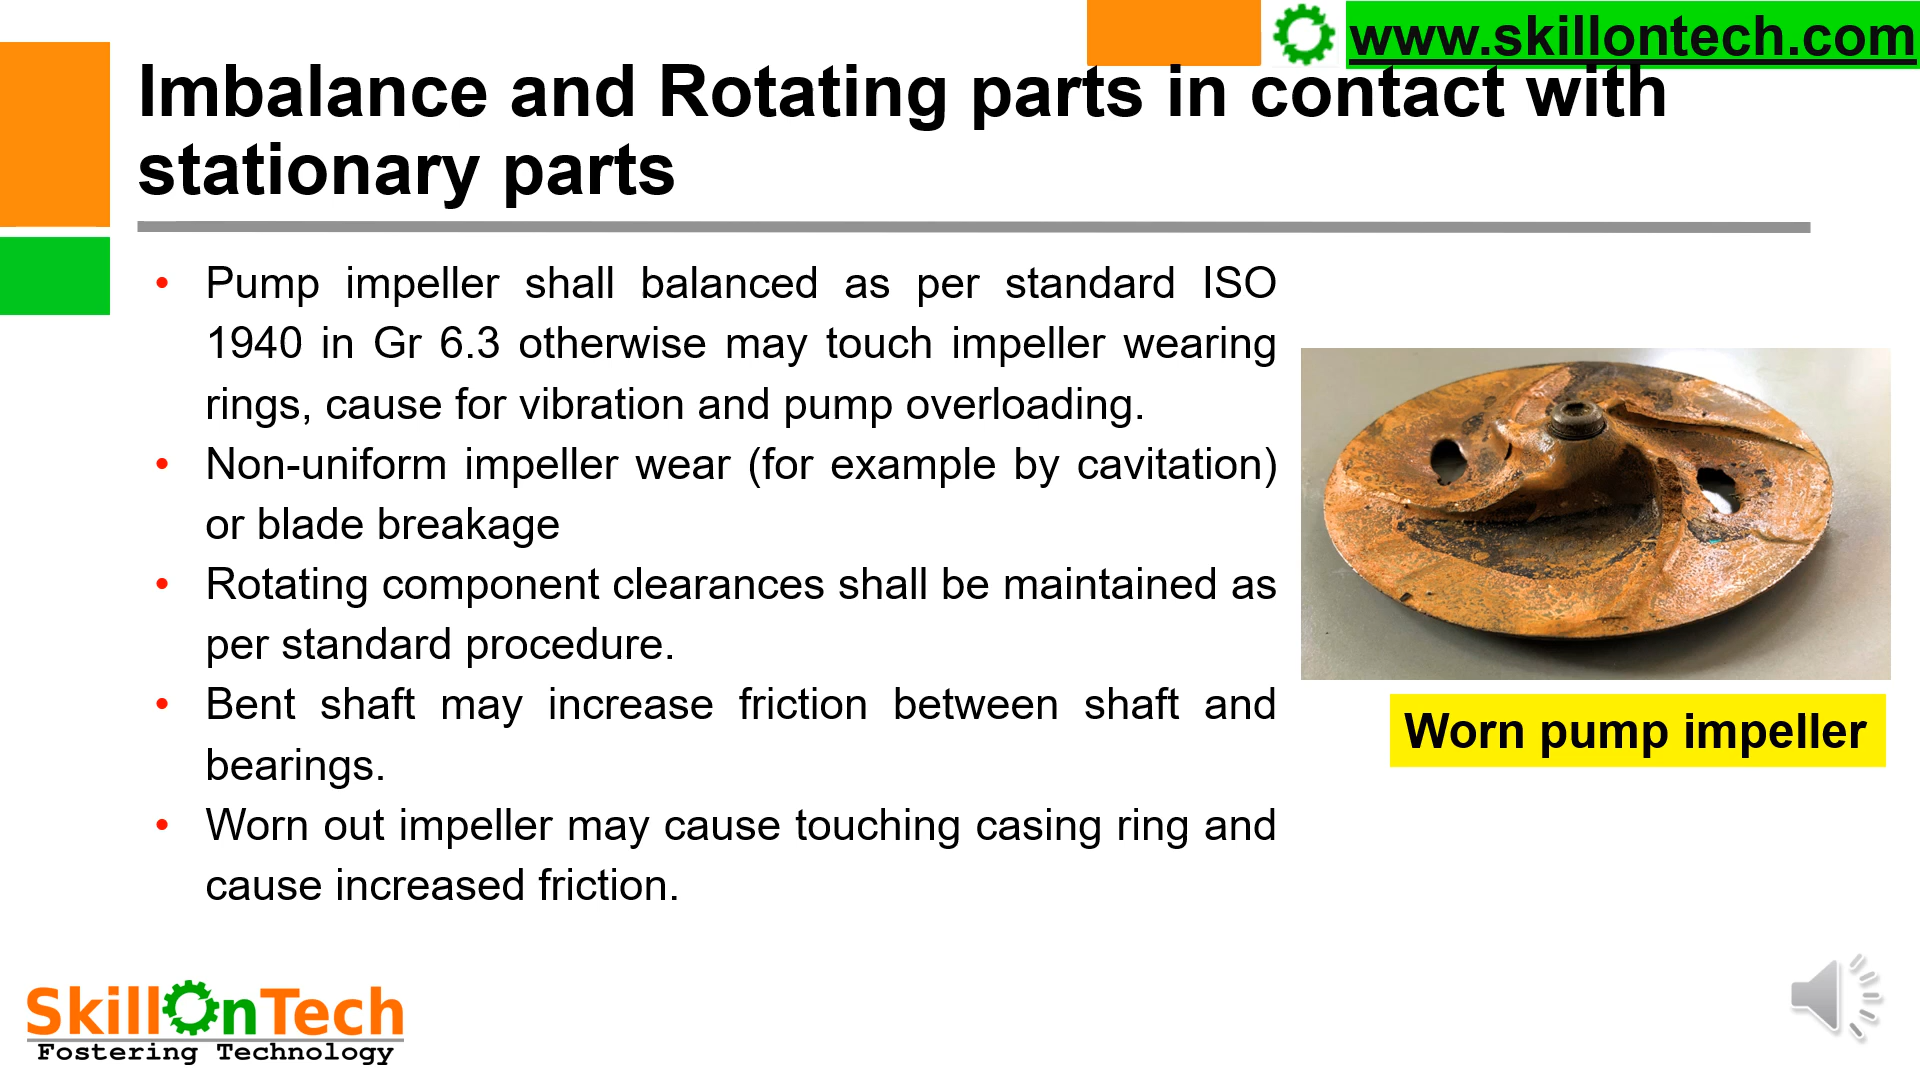 www.skillontech.com
Imbalance and Rotating parts in contact with
stationary parts
• Pump impeller shall balanced as per standard ISO
1940 in Gr 6.3 otherwise may touch impeller wearing
rings, cause for vibration and pump overloading.
• Non-uniform impeller wear (for example by cavitation)
or blade breakage
• Rotating component clearances shall be maintained as
per standard procedure.
• Bent shaft may increase friction between shaft and
bearings.
• Worn out impeller may cause touching casing ring and
cause increased friction.
Worn pump impeller
SkillOnTech
Fostering Technology